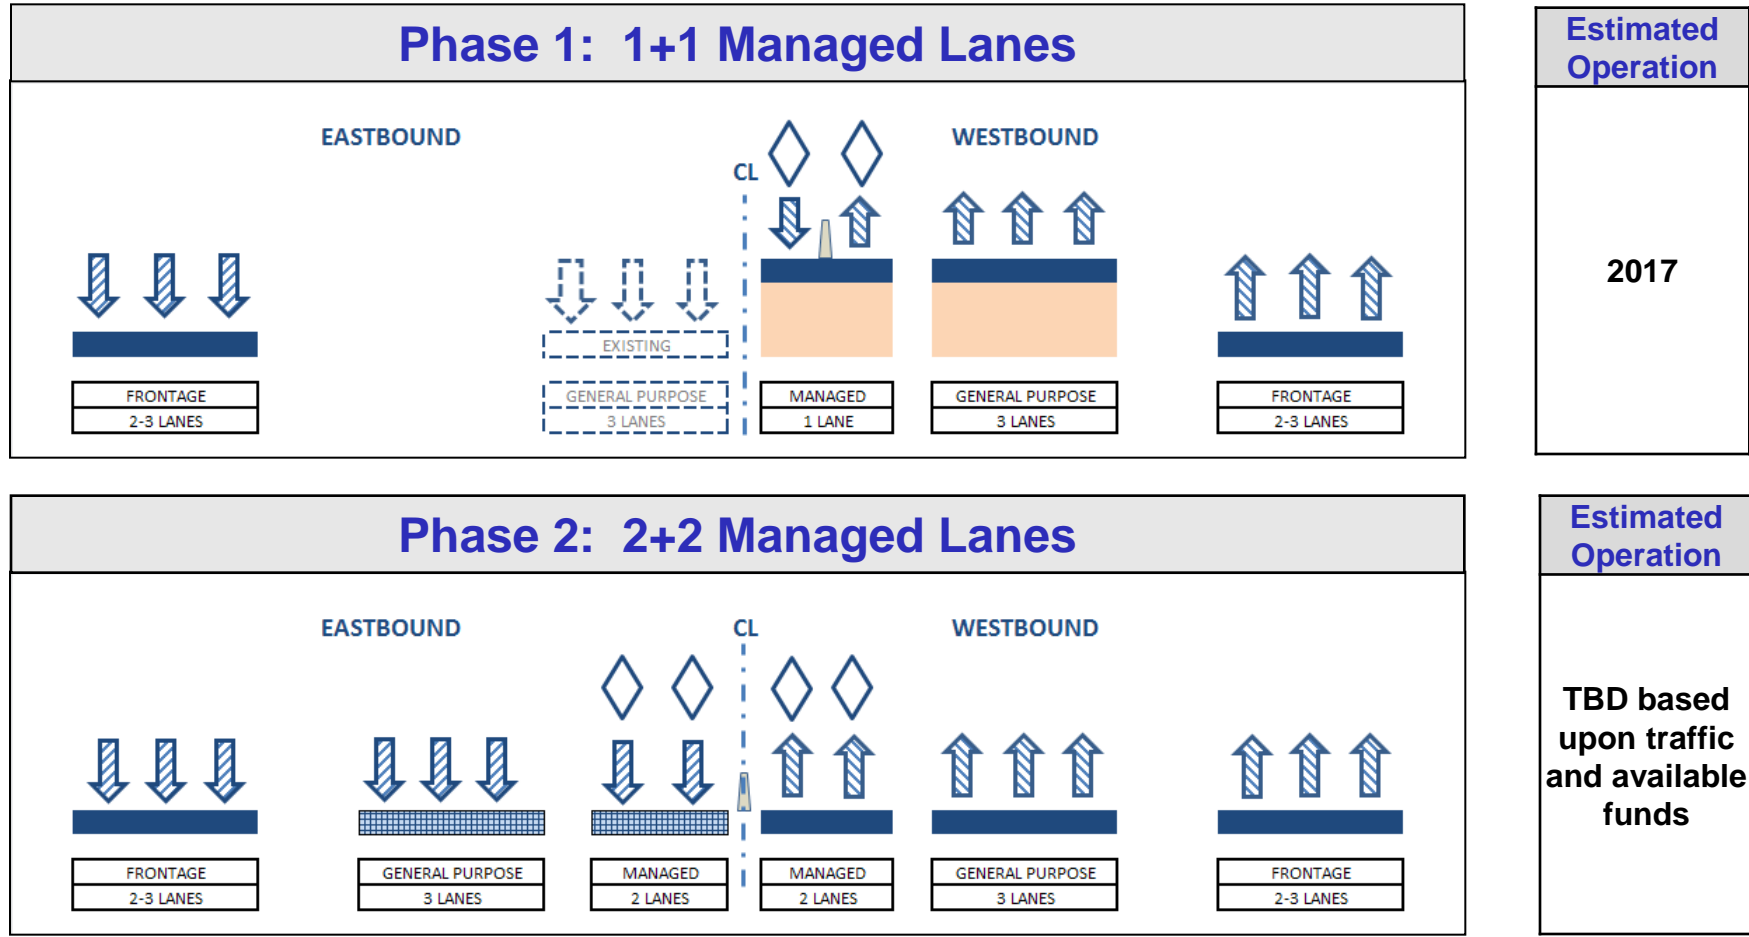 Phase 1: 1+1 Managed Lanes
Estimated
Operation
EASTBOUND
WESTBOUND
CL
2017
EXISTING
FRONTAGE
2-3 LANES
GENERAL PURPOSE
3 LANES
MANAGED
1 LANE
GENERAL PURPOSE
3 LANES
FRONTAGE
2-3 LANES
Phase 2: 2+2 Managed Lanes
Estimated
Operation
EASTBOUND
CL
WESTBOUND
TBD based
upon traffic
and available
funds
FRONTAGE
2-3 LANES
GENERAL PURPOSE
3 LANES
MANAGED
2 LANES
MANAGED
2 LANES
GENERAL PURPOSE
3 LANES
FRONTAGE
2-3 LANES